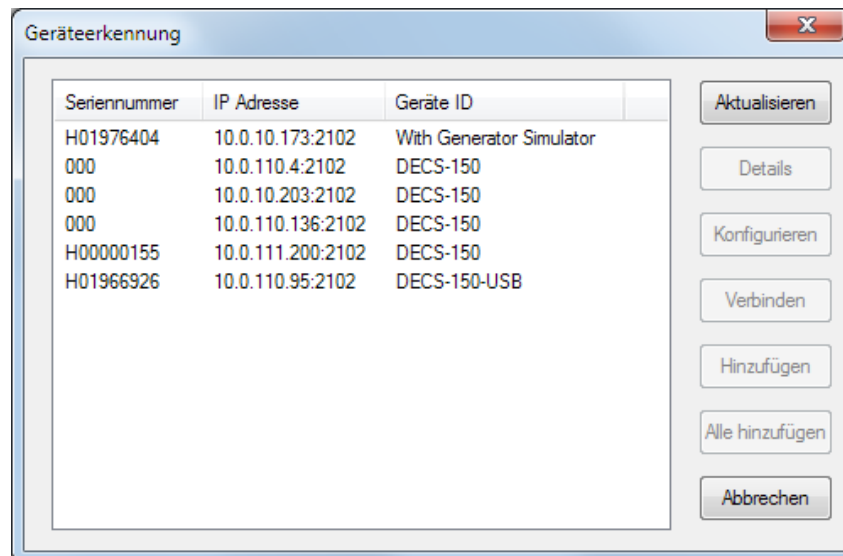 Geräteerkennung
Seriennummer IP Adresse Geräte ID
H01976404 10.0.10.173:2102 With Generator Simulator
000 10.0.110.4:2102 DECS-150
000 10.0.10.203:2102 DECS-150
000 10.0.110.136:2102 DECS-150
H00000155 10.0.111.200:2102 DECS-150
H01966926 10.0.110.95:2102 DECS-150-USB
Aktualisieren
Details
Konfigurieren
Verbinden
Hinzufügen
Alle hinzufügen
Abbrechen